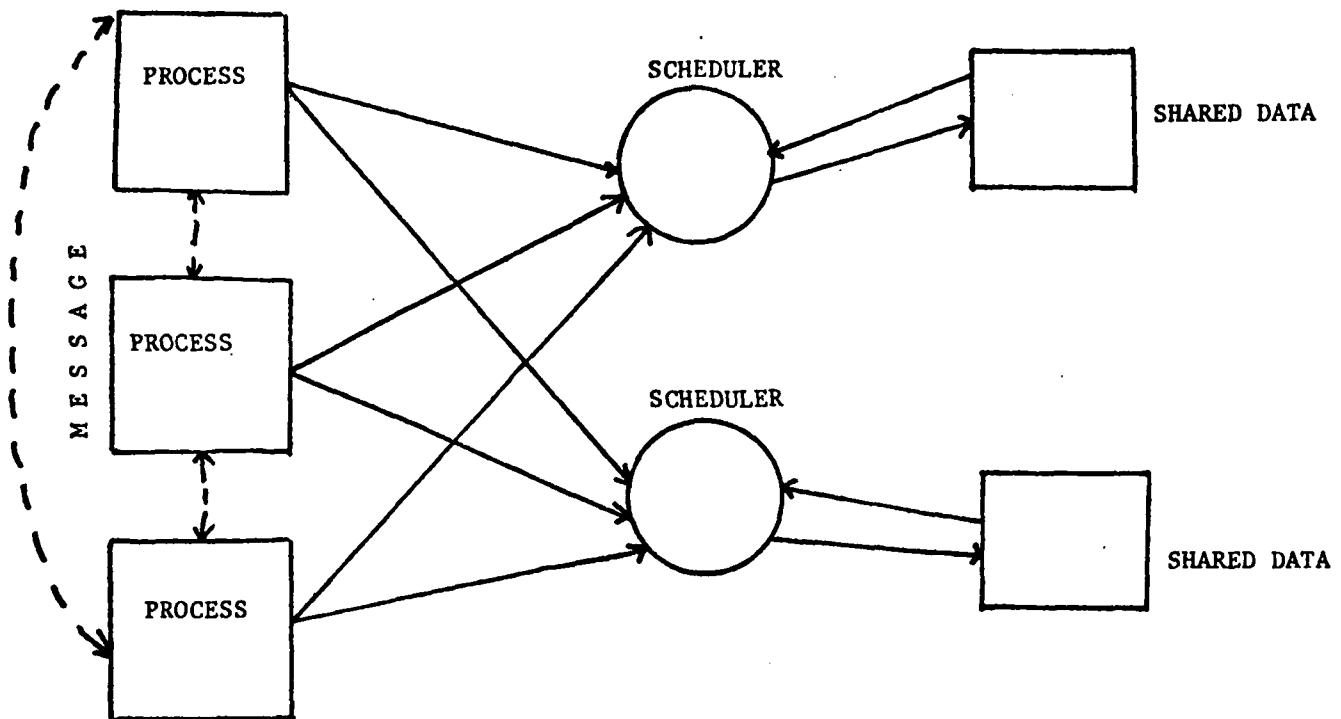 PROCESS
SCHEDULER
SHARED DATA
MESSAGE
PROCESS
SCHEDULER
PROCESS
SHARED DATA